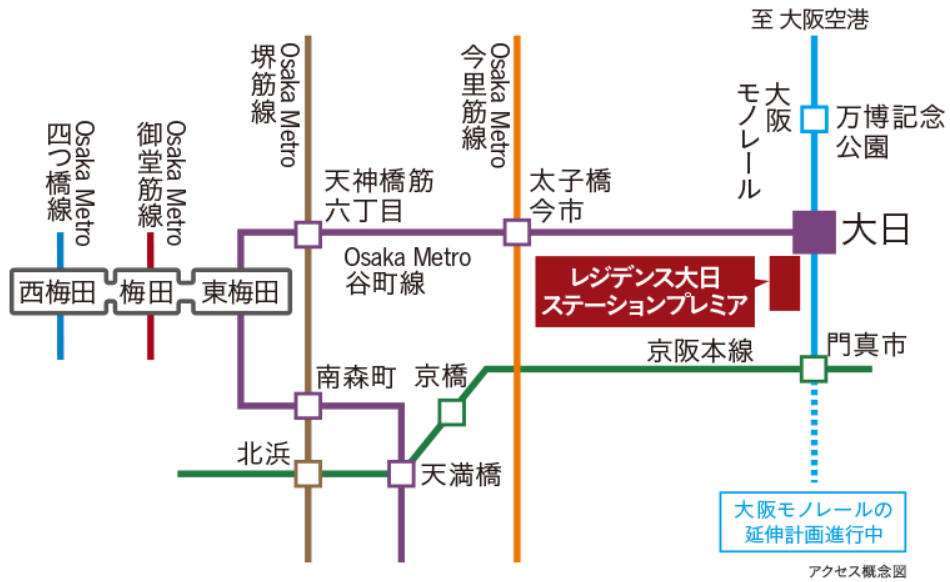 至 大阪空港
大阪
モノレール
万博記念
公園
Osaka Metro
堺筋線
Osaka Metro
今里筋線
Osaka Metro
四つ橋線
Osaka Metro
御堂筋線
天神橋筋
六丁目
太子橋
今市
大日
Osaka Metro
谷町線
西梅田
梅田
東梅田
レジデンス大日
ステーションプレミア
京阪本線
門真市
南森町
京橋
北浜
天満橋
大阪モノレールの
延伸計画進行中
アクセス概念図